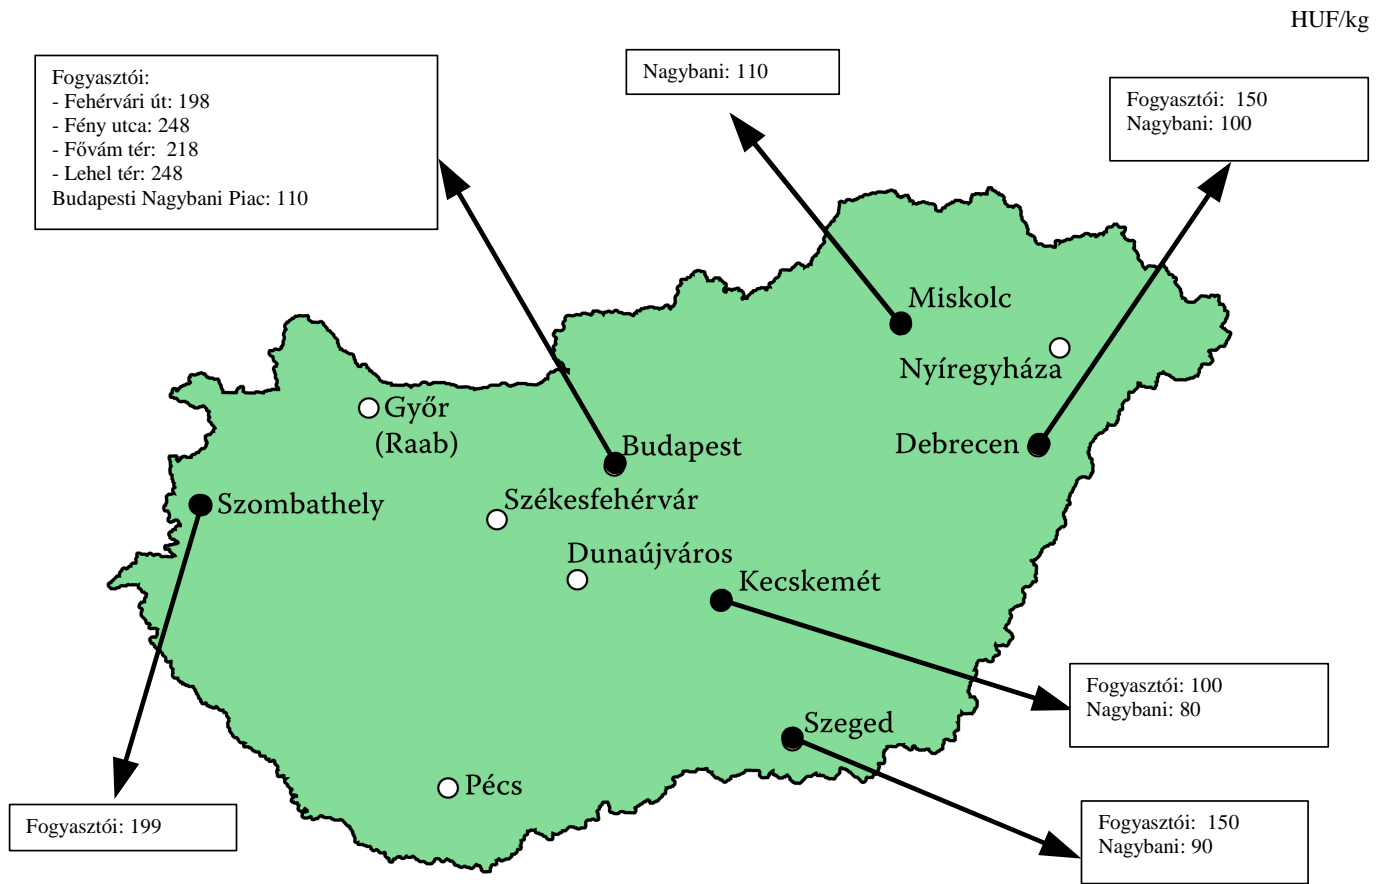 HUF/kg
Fogyasztói:
- Fehérvári út: 198
- Fény utca: 248
- Fővám tér: 218
- Lehel tér: 248
Budapesti Nagybani Piac: 110
Nagybani: 110
Fogyasztói: 150
Nagybani: 100
Miskolc
Nyíregyháza
Győr
(Raab)
Budapest
Debrecen
Szombathely
Székesfehérvár
Dunaújváros
Kecskemét
Fogyasztói: 100
Nagybani: 80
Szeged
Pécs
Fogyasztói: 199
Fogyasztói: 150
Nagybani: 90